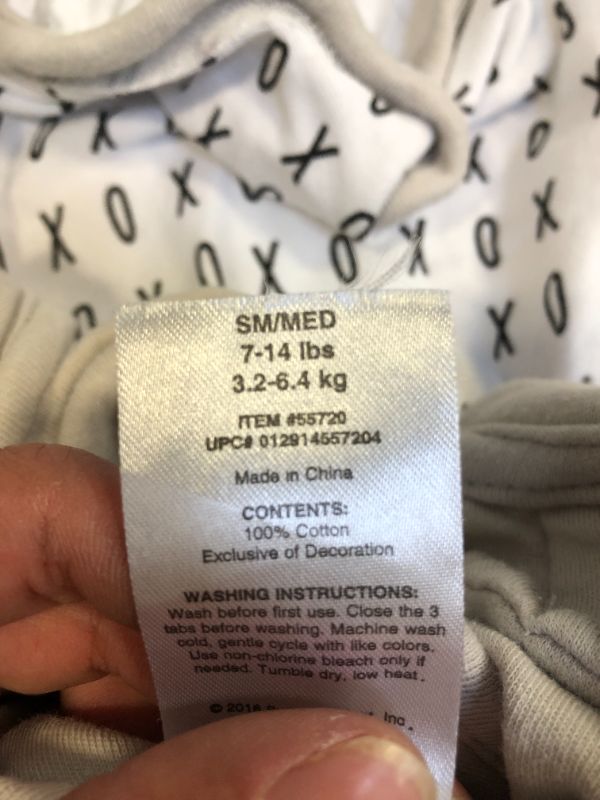 SM/MED
7-14 lbs
3.2-6.4 kg
ITEM #55720
UPC# 012914557204
Made in China
CONTENTS:
100% Cotton
Exclusive of Decoration
WASHING INSTRUCTIONS:
Wash before first use. Close the 3
tabs before washing. Machine wash
cold, gentle cycle with like colors.
Use non-chlorine bleach only if
needed. Tumble dry, low heat.
© 2016 Inc.
X O X
X O X O X O X
X O